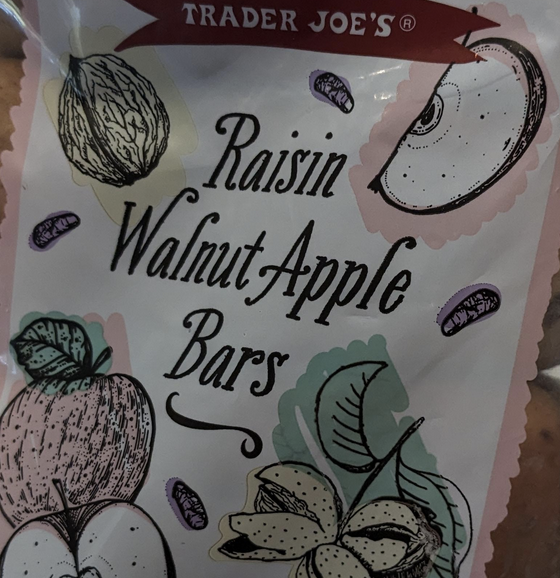 TRADER JOE'S®
Raisin
Walnut Apple
Bars